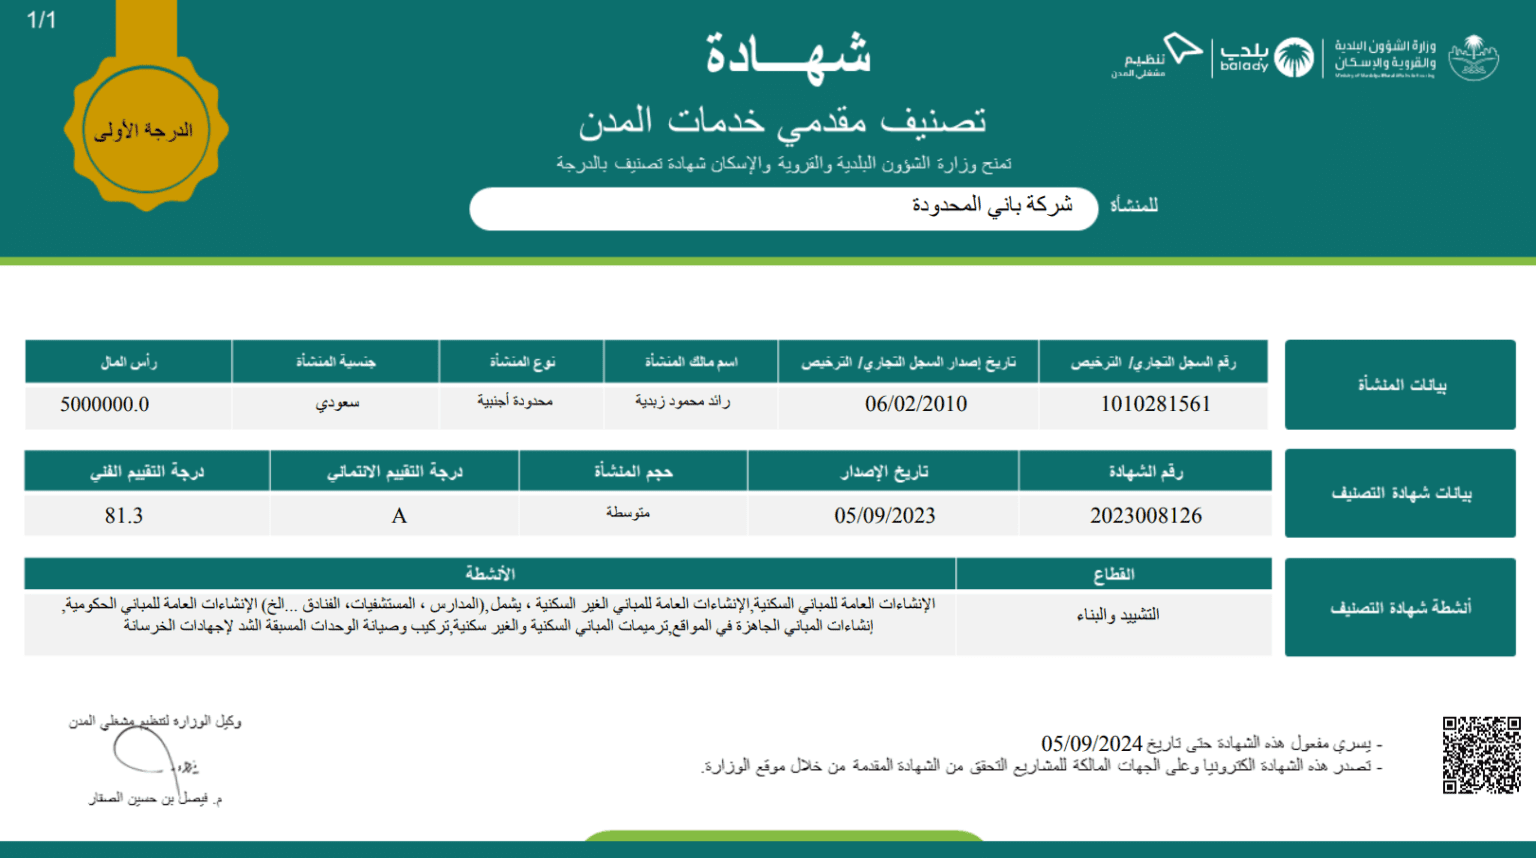 1/1
شهادة
تصنيف مقدمي خدمات المدن
تمنح وزارة الشؤون البلدية والقروية والإسكان شهادة تصنيف بالدرجة
للمنشأة
شركة باني المحدودة
الدرجة الأولى
وزارة الشؤون البلدية
والقروية والإسكان
بلدي
balady
تنظيم
مشغلي المدن
بيانات المنشأة
رقم السجل التجاري/ الترخيص تاريخ إصدار السجل التجاري/ الترخيص اسم مالك المنشأة نوع المنشأة جنسية المنشأة رأس المال
1010281561 06/02/2010 رائد محمود زبدية محدودة أجنبية سعودي 5000000.0
بيانات شهادة التصنيف
رقم الشهادة تاريخ الإصدار حجم المنشأة درجة التقييم الائتماني درجة التقييم الفني
2023008126 05/09/2023 متوسطة A 81.3
أنشطة شهادة التصنيف
القطاع الأنشطة
التشييد والبناء
الإنشاءات العامة للمباني السكنية,الإنشاءات العامة للمباني الغير السكنية ، يشمل,(المدارس ، المستشفيات، الفنادق ...الخ) الإنشاءات العامة للمباني الحكومية,
إنشاءات المباني الجاهزة في المواقع,ترميمات المباني السكنية والغير سكنية,تركيب وصيانة الوحدات المسبقة الشد لإجهادات الخرسانة
- يسري مفعول هذه الشهادة حتى تاريخ 05/09/2024
- تصدر هذه الشهادة الكترونيا وعلى الجهات المالكة للمشاريع التحقق من الشهادة المقدمة من خلال موقع الوزارة.
وكيل الوزارة لتنظيم مشغلي المدن
م. فيصل بن حسين الصفار